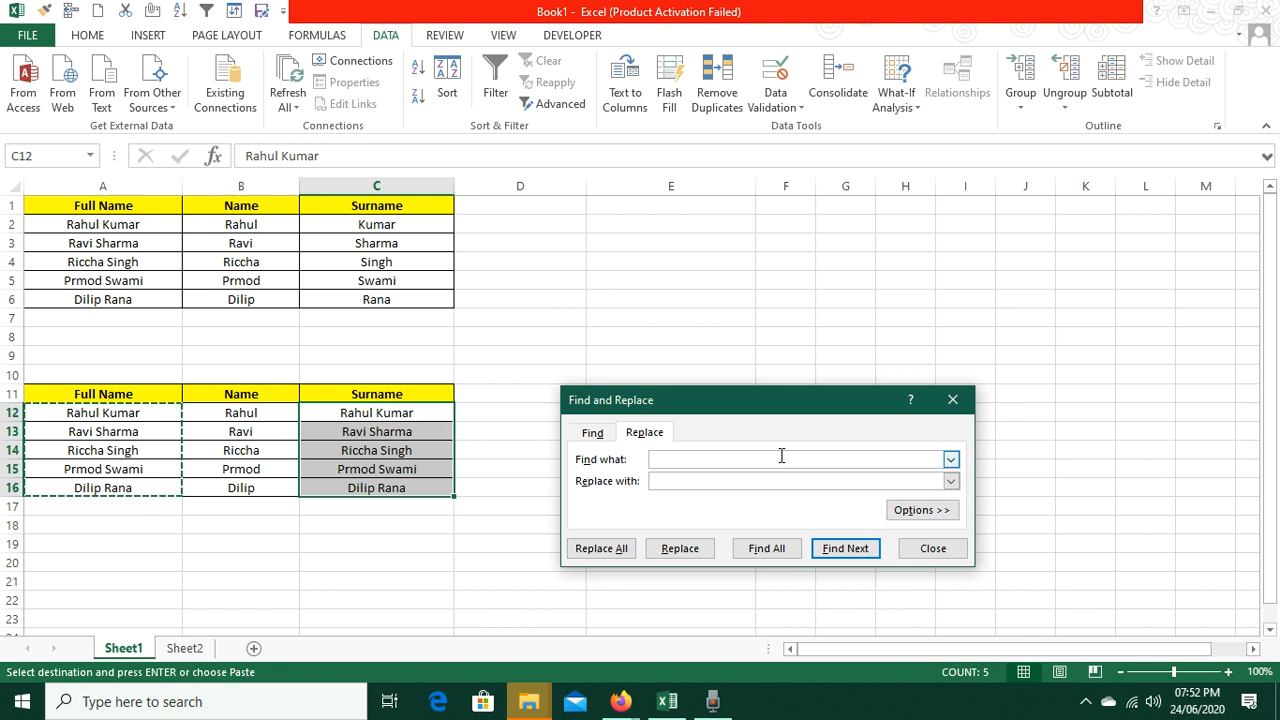 Book1 - Excel (Product Activation Failed)
FILE HOME INSERT PAGE LAYOUT FORMULAS DATA REVIEW VIEW DEVELOPER
From Access
From Web
From Text
From Other Sources
Existing Connections
Get External Data
Refresh All
Connections
Properties
Edit Links
Connections
Sort
Filter
Clear
Reapply
Advanced
Sort & Filter
Text to Columns
Flash Fill
Remove Duplicates
Data Validation
Consolidate
What-If Analysis
Relationships
Data Tools
Group
Ungroup
Subtotal
Show Detail
Hide Detail
Outline
C12 fx Rahul Kumar
A B C D E F G H I J K L M
1 Full Name Name Surname
2 Rahul Kumar Rahul Kumar
3 Ravi Sharma Ravi Sharma
4 Riccha Singh Riccha Singh
5 Prmod Swami Prmod Swami
6 Dilip Rana Dilip Rana
7
8
9
10
11 Full Name Name Surname
12 Rahul Kumar Rahul Rahul Kumar
13 Ravi Sharma Ravi Ravi Sharma
14 Riccha Singh Riccha Riccha Singh
15 Prmod Swami Prmod Prmod Swami
16 Dilip Rana Dilip Dilip Rana
17
18
19
20
21
22
23
Find and Replace ?
Find Replace
Find what:
Replace with:
Options >>
Replace All Replace Find All Find Next Close
Sheet1 Sheet2
Select destination and press ENTER or choose Paste COUNT: 5 100%
Type here to search
07:52 PM
24/06/2020